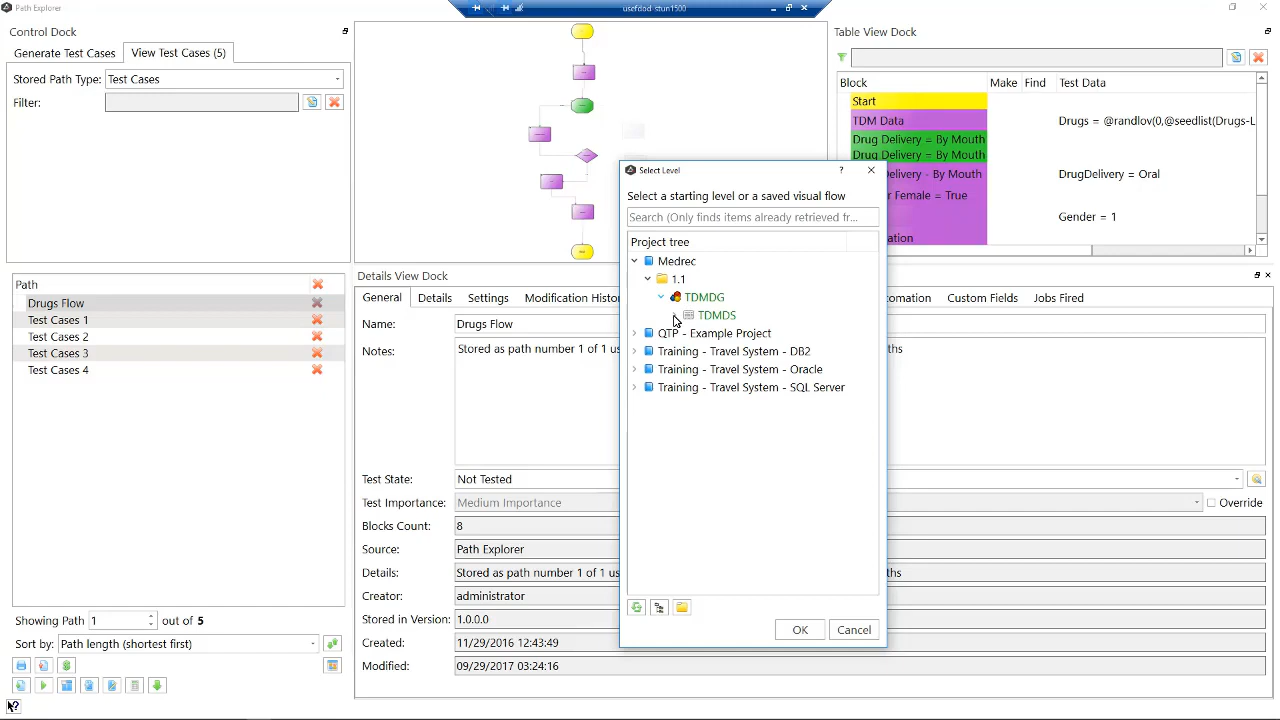 Path Explorer
usefdod-stun1500
Control Dock
Generate Test Cases
View Test Cases (5)
Stored Path Type:
Test Cases
Filter:
Table View Dock
Block
Make
Find
Test Data
Start
TDM Data
Drugs = @randlov(0,@seedlist(Drugs-L
Drug Delivery = By Mouth
Drug Delivery = By Mouth
elivery - By Mouth
DrugDelivery = Oral
r Female = True
Gender = 1
ation
Select Level
?
Select a starting level or a saved visual flow
Search (Only finds items already retrieved fr...
Project tree
Medrec
1.1
TDMDG
TDMDS
QTP - Example Project
Training - Travel System - DB2
Training - Travel System - Oracle
Training - Travel System - SQL Server
OK
Cancel
Path
Drugs Flow
Test Cases 1
Test Cases 2
Test Cases 3
Test Cases 4
Showing Path
1
out of
5
Sort by:
Path length (shortest first)
Details View Dock
General
Details
Settings
Modification Histor
omation
Custom Fields
Jobs Fired
Name:
Drugs Flow
Notes:
Stored as path number 1 of 1 us
ths
Test State:
Not Tested
Test Importance:
Medium Importance
Override
Blocks Count:
8
Source:
Path Explorer
Details:
Stored as path number 1 of 1 us
aths
Creator:
administrator
Stored in Version:
1.0.0.0
Created:
11/29/2016 12:43:49
Modified:
09/29/2017 03:24:16